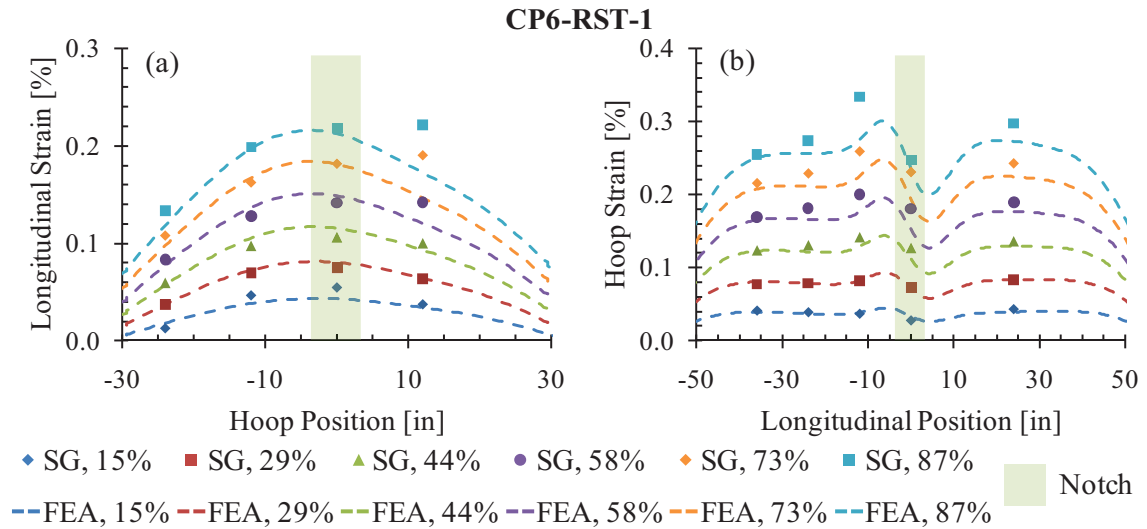 CP6-RST-1
(a)
Longitudinal Strain [%]
0.3
0.2
0.1
0.0
-30
-10
10
30
Hoop Position [in]
(b)
Hoop Strain [%]
0.4
0.3
0.2
0.1
0.0
-50
-30
-10
10
30
50
Longitudinal Position [in]
SG, 15% SG, 29% SG, 44% SG, 58% SG, 73% SG, 87%
FEA, 15% FEA, 29% FEA, 44% FEA, 58% FEA, 73% FEA, 87%
Notch